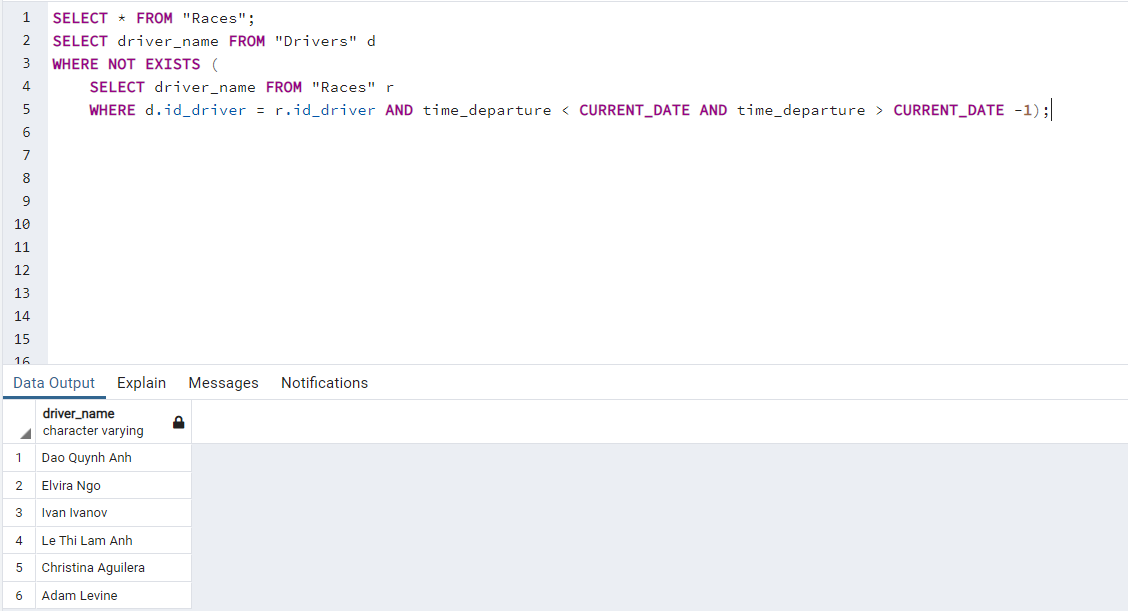 1 SELECT * FROM "Races";
2 SELECT driver_name FROM "Drivers" d
3 WHERE NOT EXISTS (
4 SELECT driver_name FROM "Races" r
5 WHERE d.id_driver = r.id_driver AND time_departure < CURRENT_DATE AND time_departure > CURRENT_DATE -1);
6
7
8
9
10
11
12
13
14
15
16
Data Output Explain Messages Notifications
driver_name
character varying
1 Dao Quynh Anh
2 Elvira Ngo
3 Ivan Ivanov
4 Le Thi Lam Anh
5 Christina Aguilera
6 Adam Levine